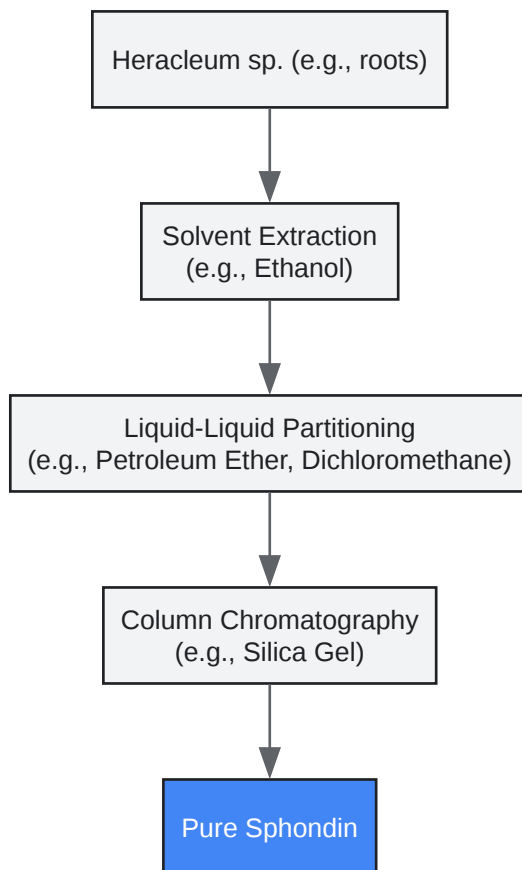 Heracleum sp. (e.g., roots)
Solvent Extraction
(e.g., Ethanol)
Liquid-Liquid Partitioning
(e.g., Petroleum Ether, Dichloromethane)
Column Chromatography
(e.g., Silica Gel)
Pure Sphondin